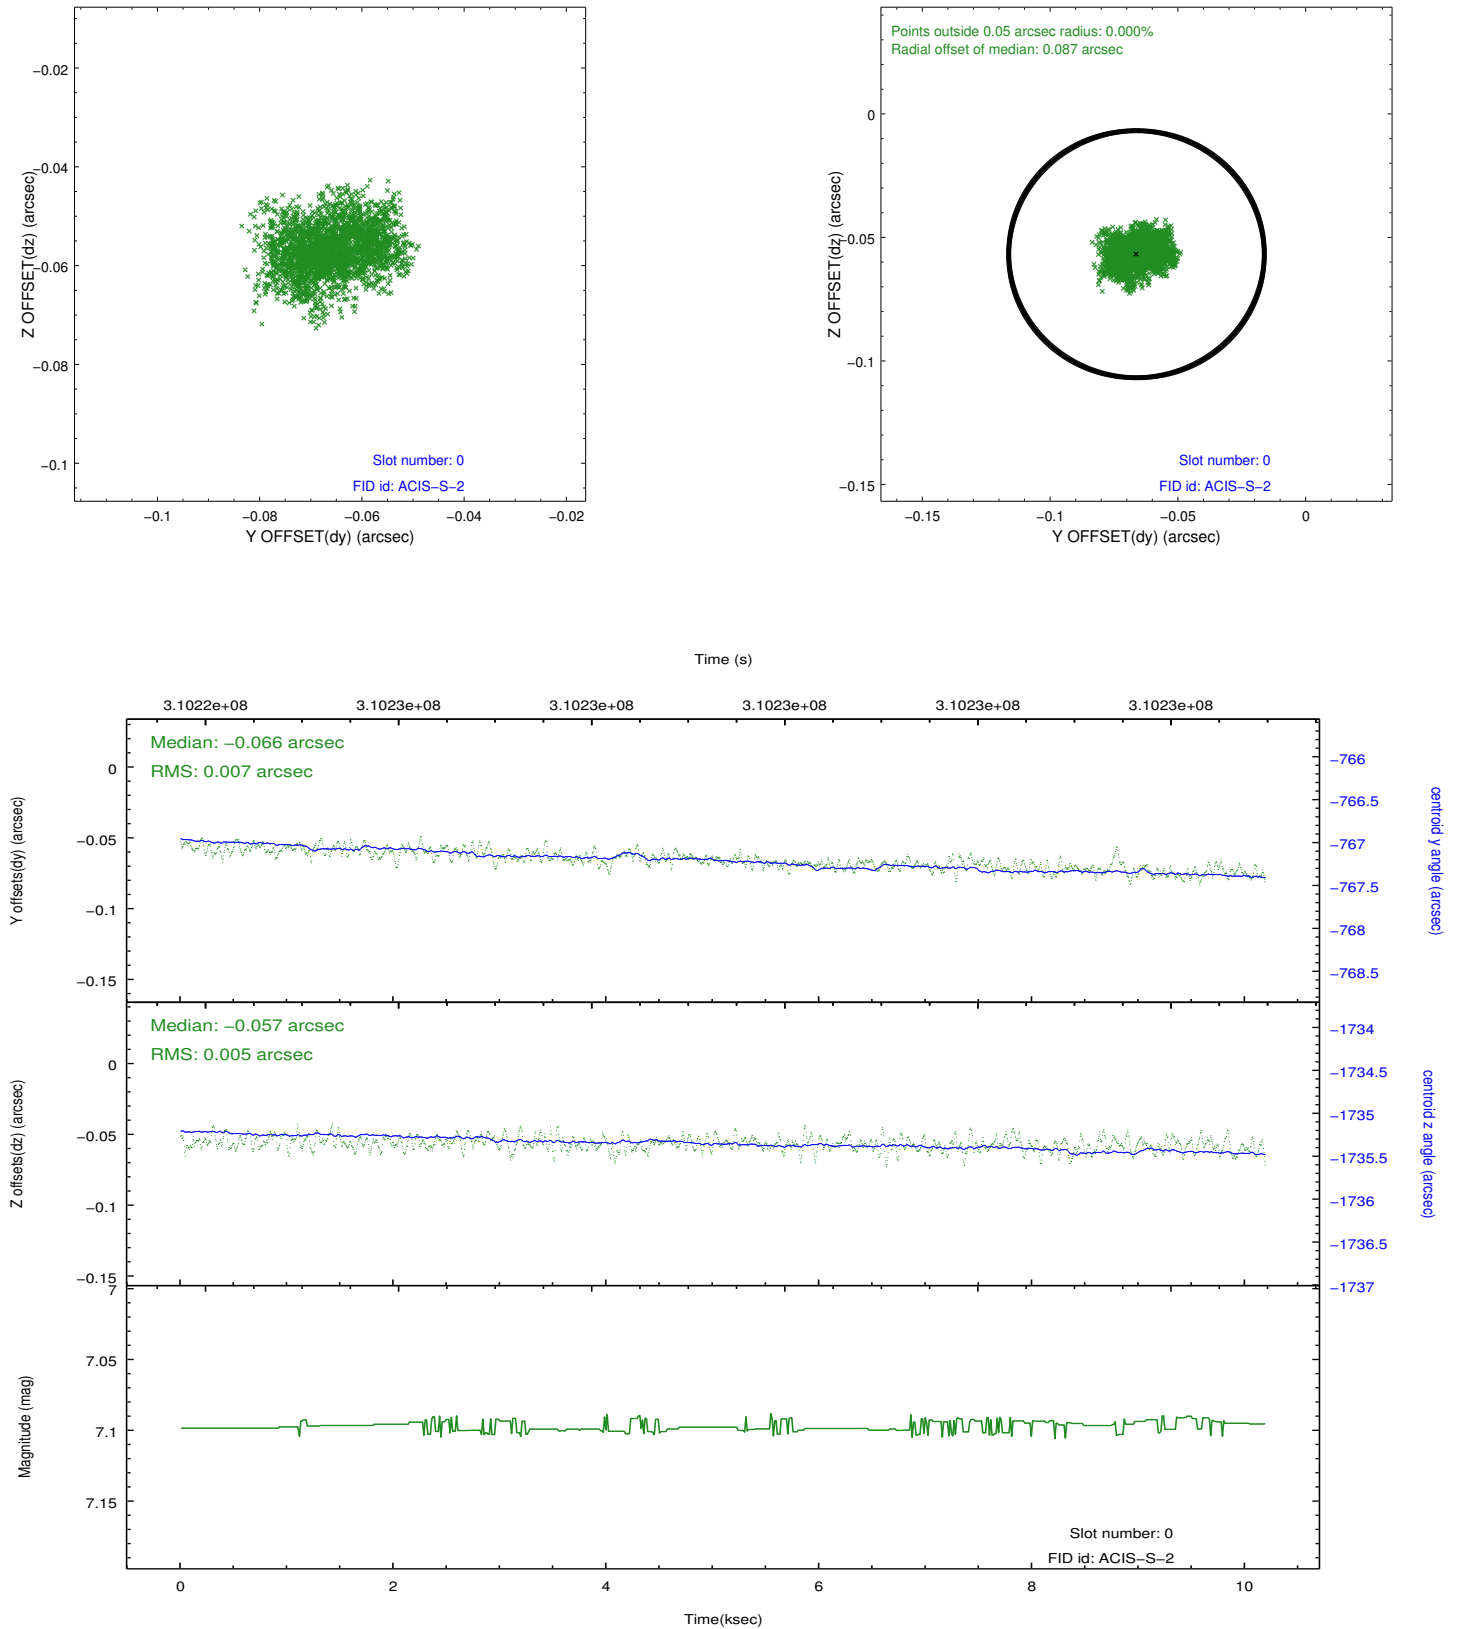 −0.02
−0.04
−0.06
−0.08
−0.1
Z OFFSET(dz) (arcsec)
Slot number: 0
FID id: ACIS−S−2
−0.1
−0.08
−0.06
−0.04
−0.02
Y OFFSET(dy) (arcsec)
Points outside 0.05 arcsec radius: 0.000%
Radial offset of median: 0.087 arcsec
0
−0.05
−0.1
−0.15
Z OFFSET(dz) (arcsec)
Slot number: 0
FID id: ACIS−S−2
−0.15
−0.1
−0.05
0
Y OFFSET(dy) (arcsec)
Time (s)
3.1022e+08
3.1023e+08
3.1023e+08
3.1023e+08
3.1023e+08
3.1023e+08
Median: −0.066 arcsec
RMS: 0.007 arcsec
0
−0.05
−0.1
−0.15
Y offsets(dy) (arcsec)
−766
−766.5
−767
−767.5
−768
−768.5
centroid y angle (arcsec)
Median: −0.057 arcsec
RMS: 0.005 arcsec
0
−0.05
−0.1
−0.15
Z offsets(dz) (arcsec)
−1734
−1734.5
−1735
−1735.5
−1736
−1736.5
−1737
centroid z angle (arcsec)
7
7.05
7.1
7.15
Magnitude (mag)
Slot number: 0
FID id: ACIS−S−2
0
2
4
6
8
10
Time(ksec)